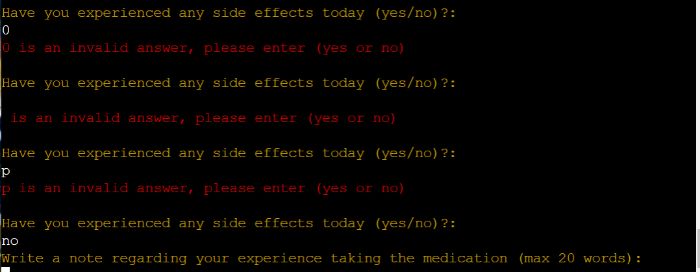 Have you experienced any side effects today (yes/no)?:
0
0 is an invalid answer, please enter (yes or no)
Have you experienced any side effects today (yes/no)?:
is an invalid answer, please enter (yes or no)
Have you experienced any side effects today (yes/no)?:
p
p is an invalid answer, please enter (yes or no)
Have you experienced any side effects today (yes/no)?:
no
Write a note regarding your experience taking the medication (max 20 words):